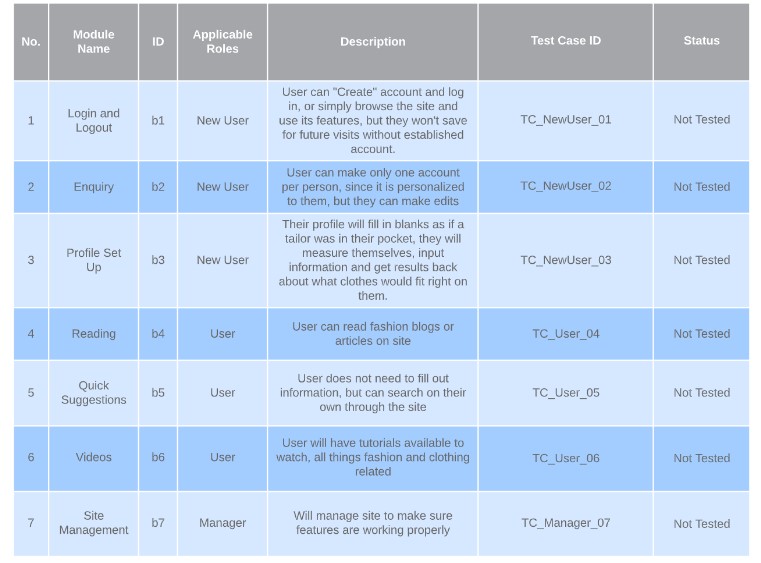 No.
Module
Name
ID
Applicable
Roles
Description
Test Case ID
Status
1
Login and
Logout
b1
New User
User can "Create" account and log
in, or simply browse the site and
use its features, but they won't save
for future visits without established
account.
TC_NewUser_01
Not Tested
2
Enquiry
b2
New User
User can make only one account
per person, since it is personalized
to them, but they can make edits
TC_NewUser_02
Not Tested
3
Profile Set
Up
b3
New User
Their profile will fill in blanks as if a
tailor was in their pocket, they will
measure themselves, input
information and get results back
about what clothes would fit right on
them.
TC_NewUser_03
Not Tested
4
Reading
b4
User
User can read fashion blogs or
articles on site
TC_User_04
Not Tested
5
Quick
Suggestions
b5
User
User does not need to fill out
information, but can search on their
own through the site
TC_User_05
Not Tested
6
Videos
b6
User
User will have tutorials available to
watch, all things fashion and clothing
related
TC_User_06
Not Tested
7
Site
Management
b7
Manager
Will manage site to make sure
features are working properly
TC_Manager_07
Not Tested